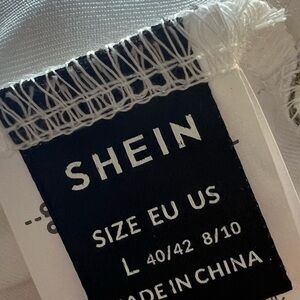 SHEIN
SIZE EU US
L 40/42 8/10
MADE IN CHINA